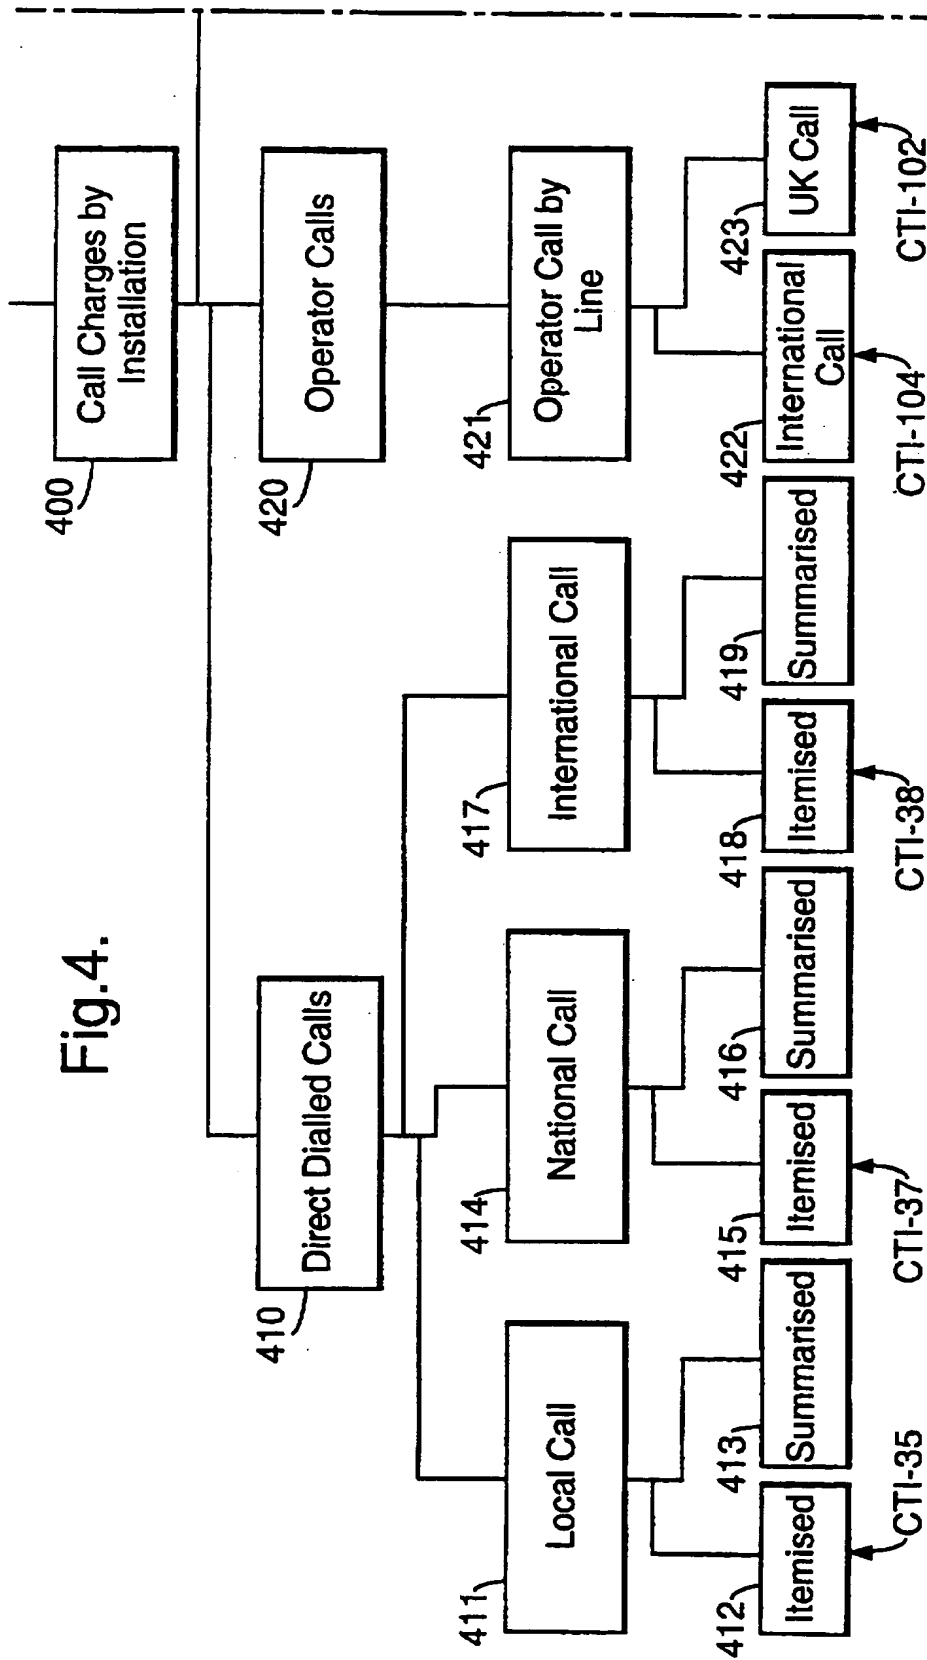 Fig.4.
400
Call Charges by
Installation
410
Direct Dialled Calls
420
Operator Calls
411
Local Call
414
National Call
417
International Call
421
Operator Call by
Line
412
Itemised
413
Summarised
415
Itemised
416
Summarised
418
Itemised
419
Summarised
422
International
Call
423
UK Call
CTI-35
CTI-37
CTI-38
CTI-104
CTI-102